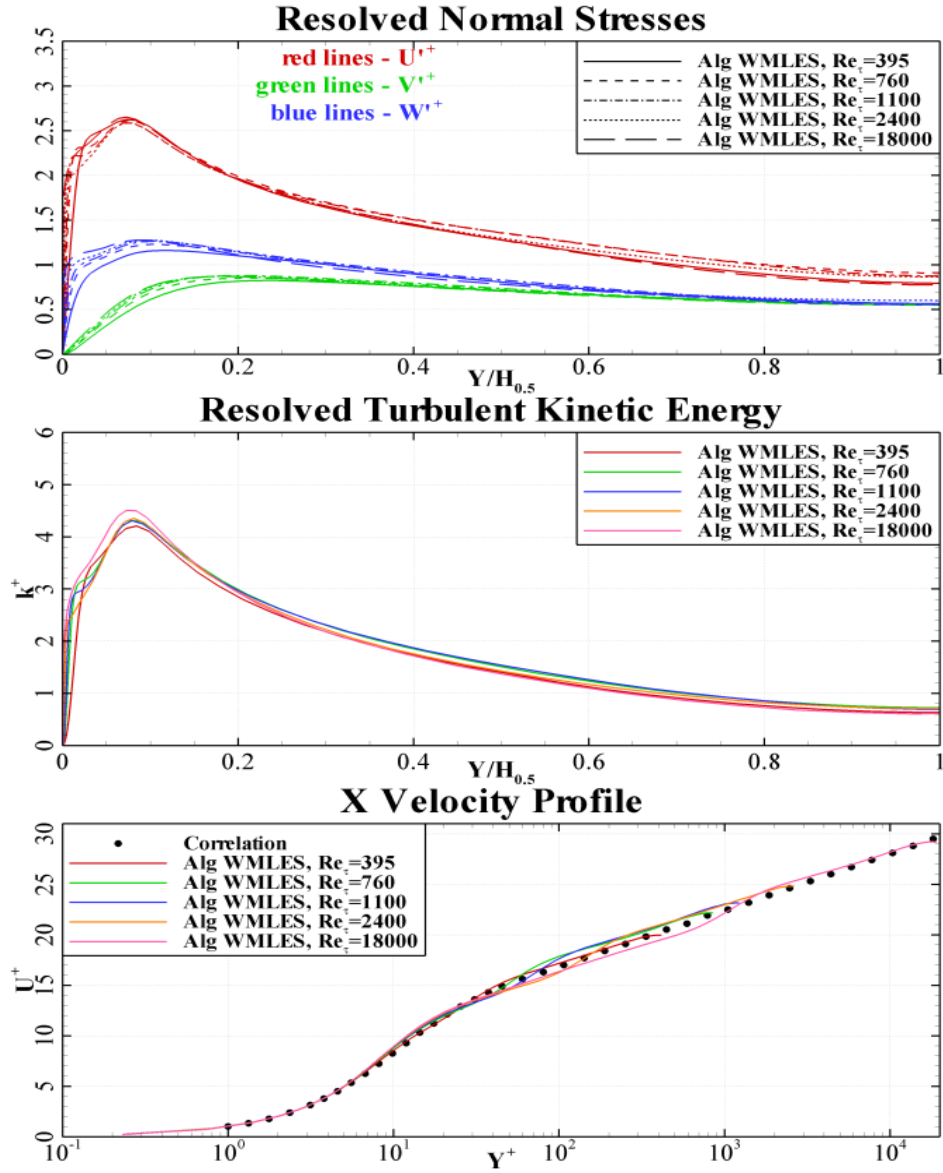 Resolved Normal Stresses
3.5
3
2.5
2
1.5
1
0.5
0
red lines - U'+
green lines - V'+
blue lines - W'+
Alg WMLES, Reτ=395
Alg WMLES, Reτ=760
Alg WMLES, Reτ=1100
Alg WMLES, Reτ=2400
Alg WMLES, Reτ=18000
0 0.2 0.4 0.6 0.8 1
Y/H0.5
Resolved Turbulent Kinetic Energy
6
5
4
3
2
1
0
k+
Alg WMLES, Reτ=395
Alg WMLES, Reτ=760
Alg WMLES, Reτ=1100
Alg WMLES, Reτ=2400
Alg WMLES, Reτ=18000
0 0.2 0.4 0.6 0.8 1
Y/H0.5
X Velocity Profile
30
25
20
15
10
5
0
U+
Correlation
Alg WMLES, Reτ=395
Alg WMLES, Reτ=760
Alg WMLES, Reτ=1100
Alg WMLES, Reτ=2400
Alg WMLES, Reτ=18000
10-1 100 101 102 103 104
Y+